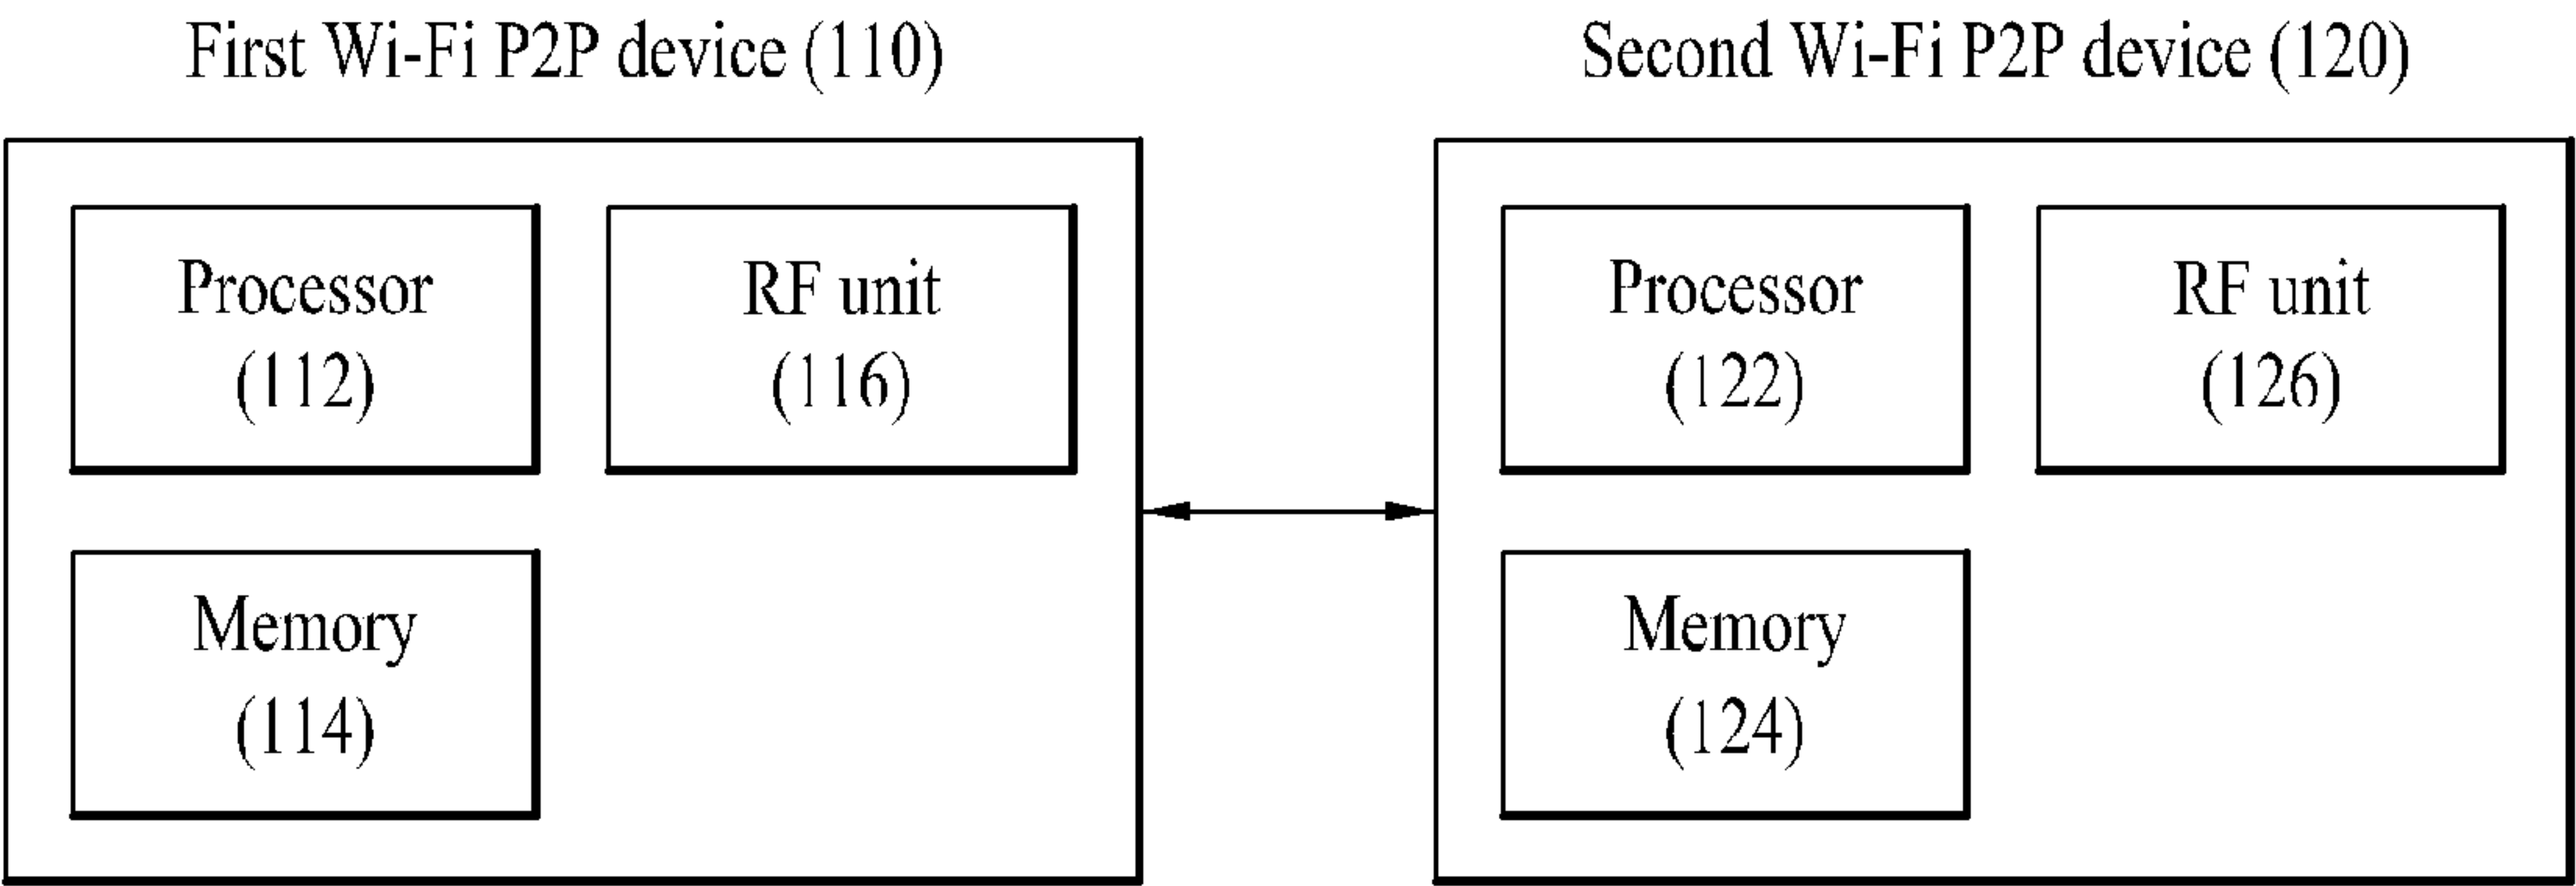 First Wi-Fi P2P device (110)
Processor
(112)
RF unit
(116)
Memory
(114)
Second Wi-Fi P2P device (120)
Processor
(122)
RF unit
(126)
Memory
(124)